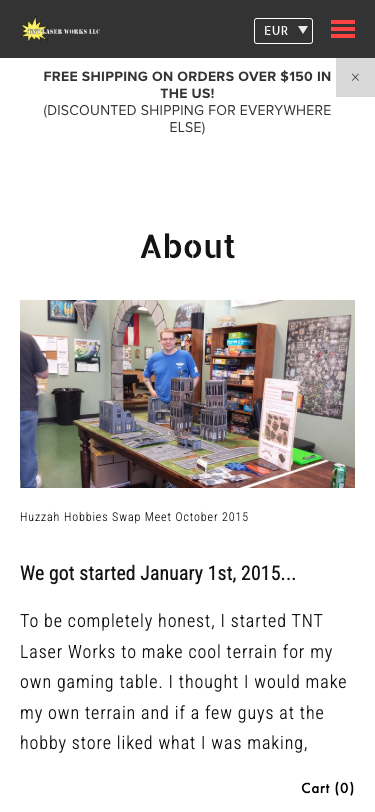 TNT LASER WORKS LLC
EUR
FREE SHIPPING ON ORDERS OVER $150 IN
THE US!
(DISCOUNTED SHIPPING FOR EVERYWHERE
ELSE)
×
About
Huzzah Hobbies Swap Meet October 2015
We got started January 1st, 2015...
To be completely honest, I started TNT
Laser Works to make cool terrain for my
own gaming table. I thought I would make
my own terrain and if a few guys at the
hobby store liked what I was making,
Cart (0)